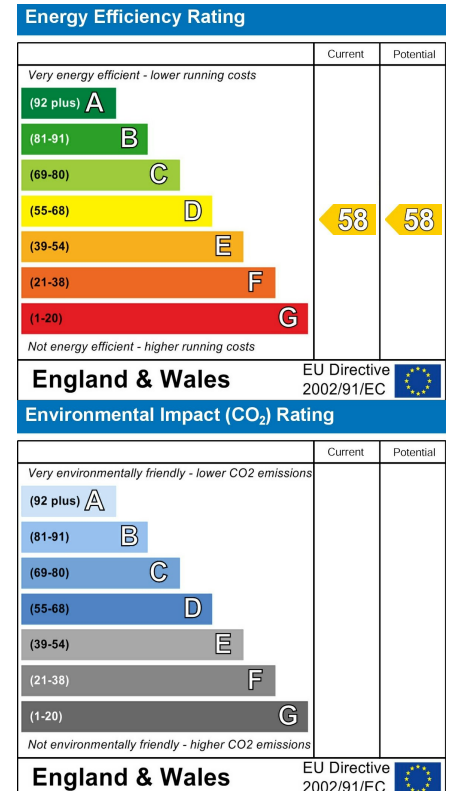 Energy Efficiency Rating
Current Potential
Very energy efficient - lower running costs
(92 plus) A
(81-91) B
(69-80) C
(55-68) D 58 58
(39-54) E
(21-38) F
(1-20) G
Not energy efficient - higher running costs
England & Wales
EU Directive
2002/91/EC
Environmental Impact (CO₂) Rating
Current Potential
Very environmentally friendly - lower CO2 emissions
(92 plus) A
(81-91) B
(69-80) C
(55-68) D
(39-54) E
(21-38) F
(1-20) G
Not environmentally friendly - higher CO2 emissions
England & Wales
EU Directive
2002/91/EC